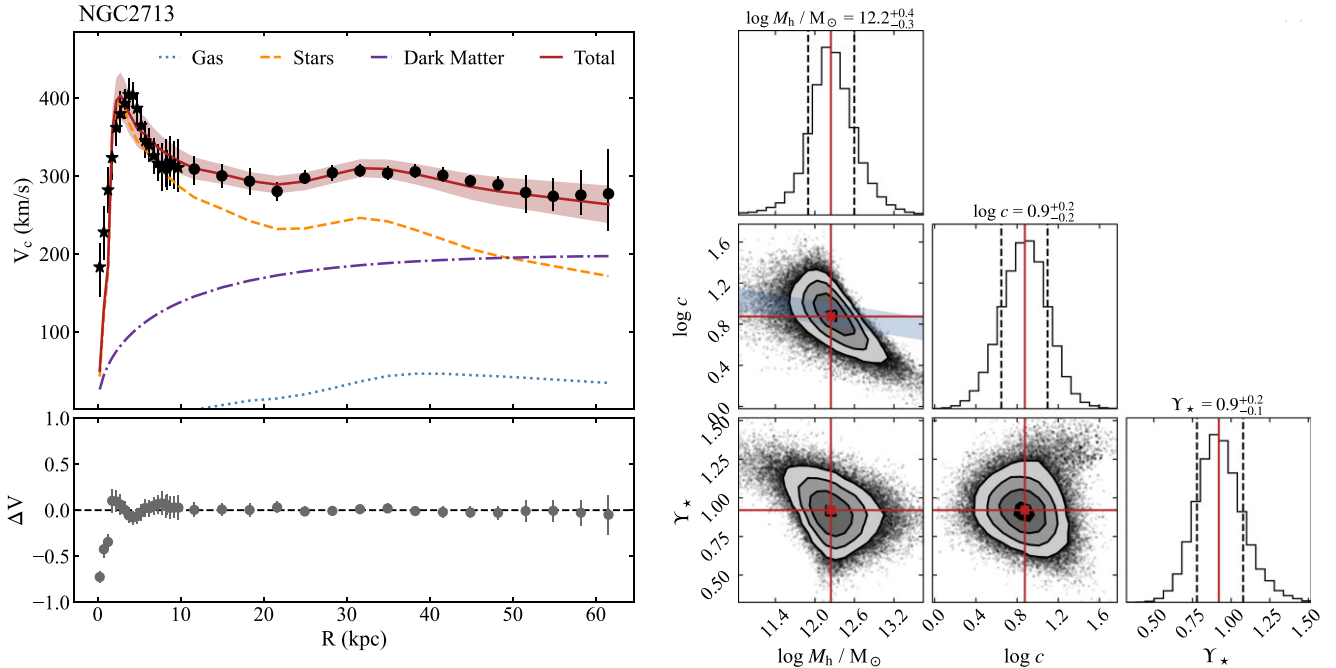 NGC2713
Gas Stars Dark Matter Total
V_c (km/s)
400
300
200
100
ΔV
1.0
0.5
0.0
−0.5
−1.0
0 10 20 30 40 50 60
R (kpc)
log M_h / M_⊙ = 12.2^{+0.4}_{−0.3}
log c = 0.9^{+0.2}_{−0.2}
log c
1.6
1.2
0.8
0.4
0
Υ_⋆ = 0.9^{+0.2}_{−0.1}
Υ_⋆
1.50
1.25
1.00
0.75
0.50
11.4 12.0 12.6 13.2
log M_h / M_⊙
0.0 0.4 0.8 1.2 1.6
log c
0.50 0.75 1.00 1.25 1.50
Υ_⋆